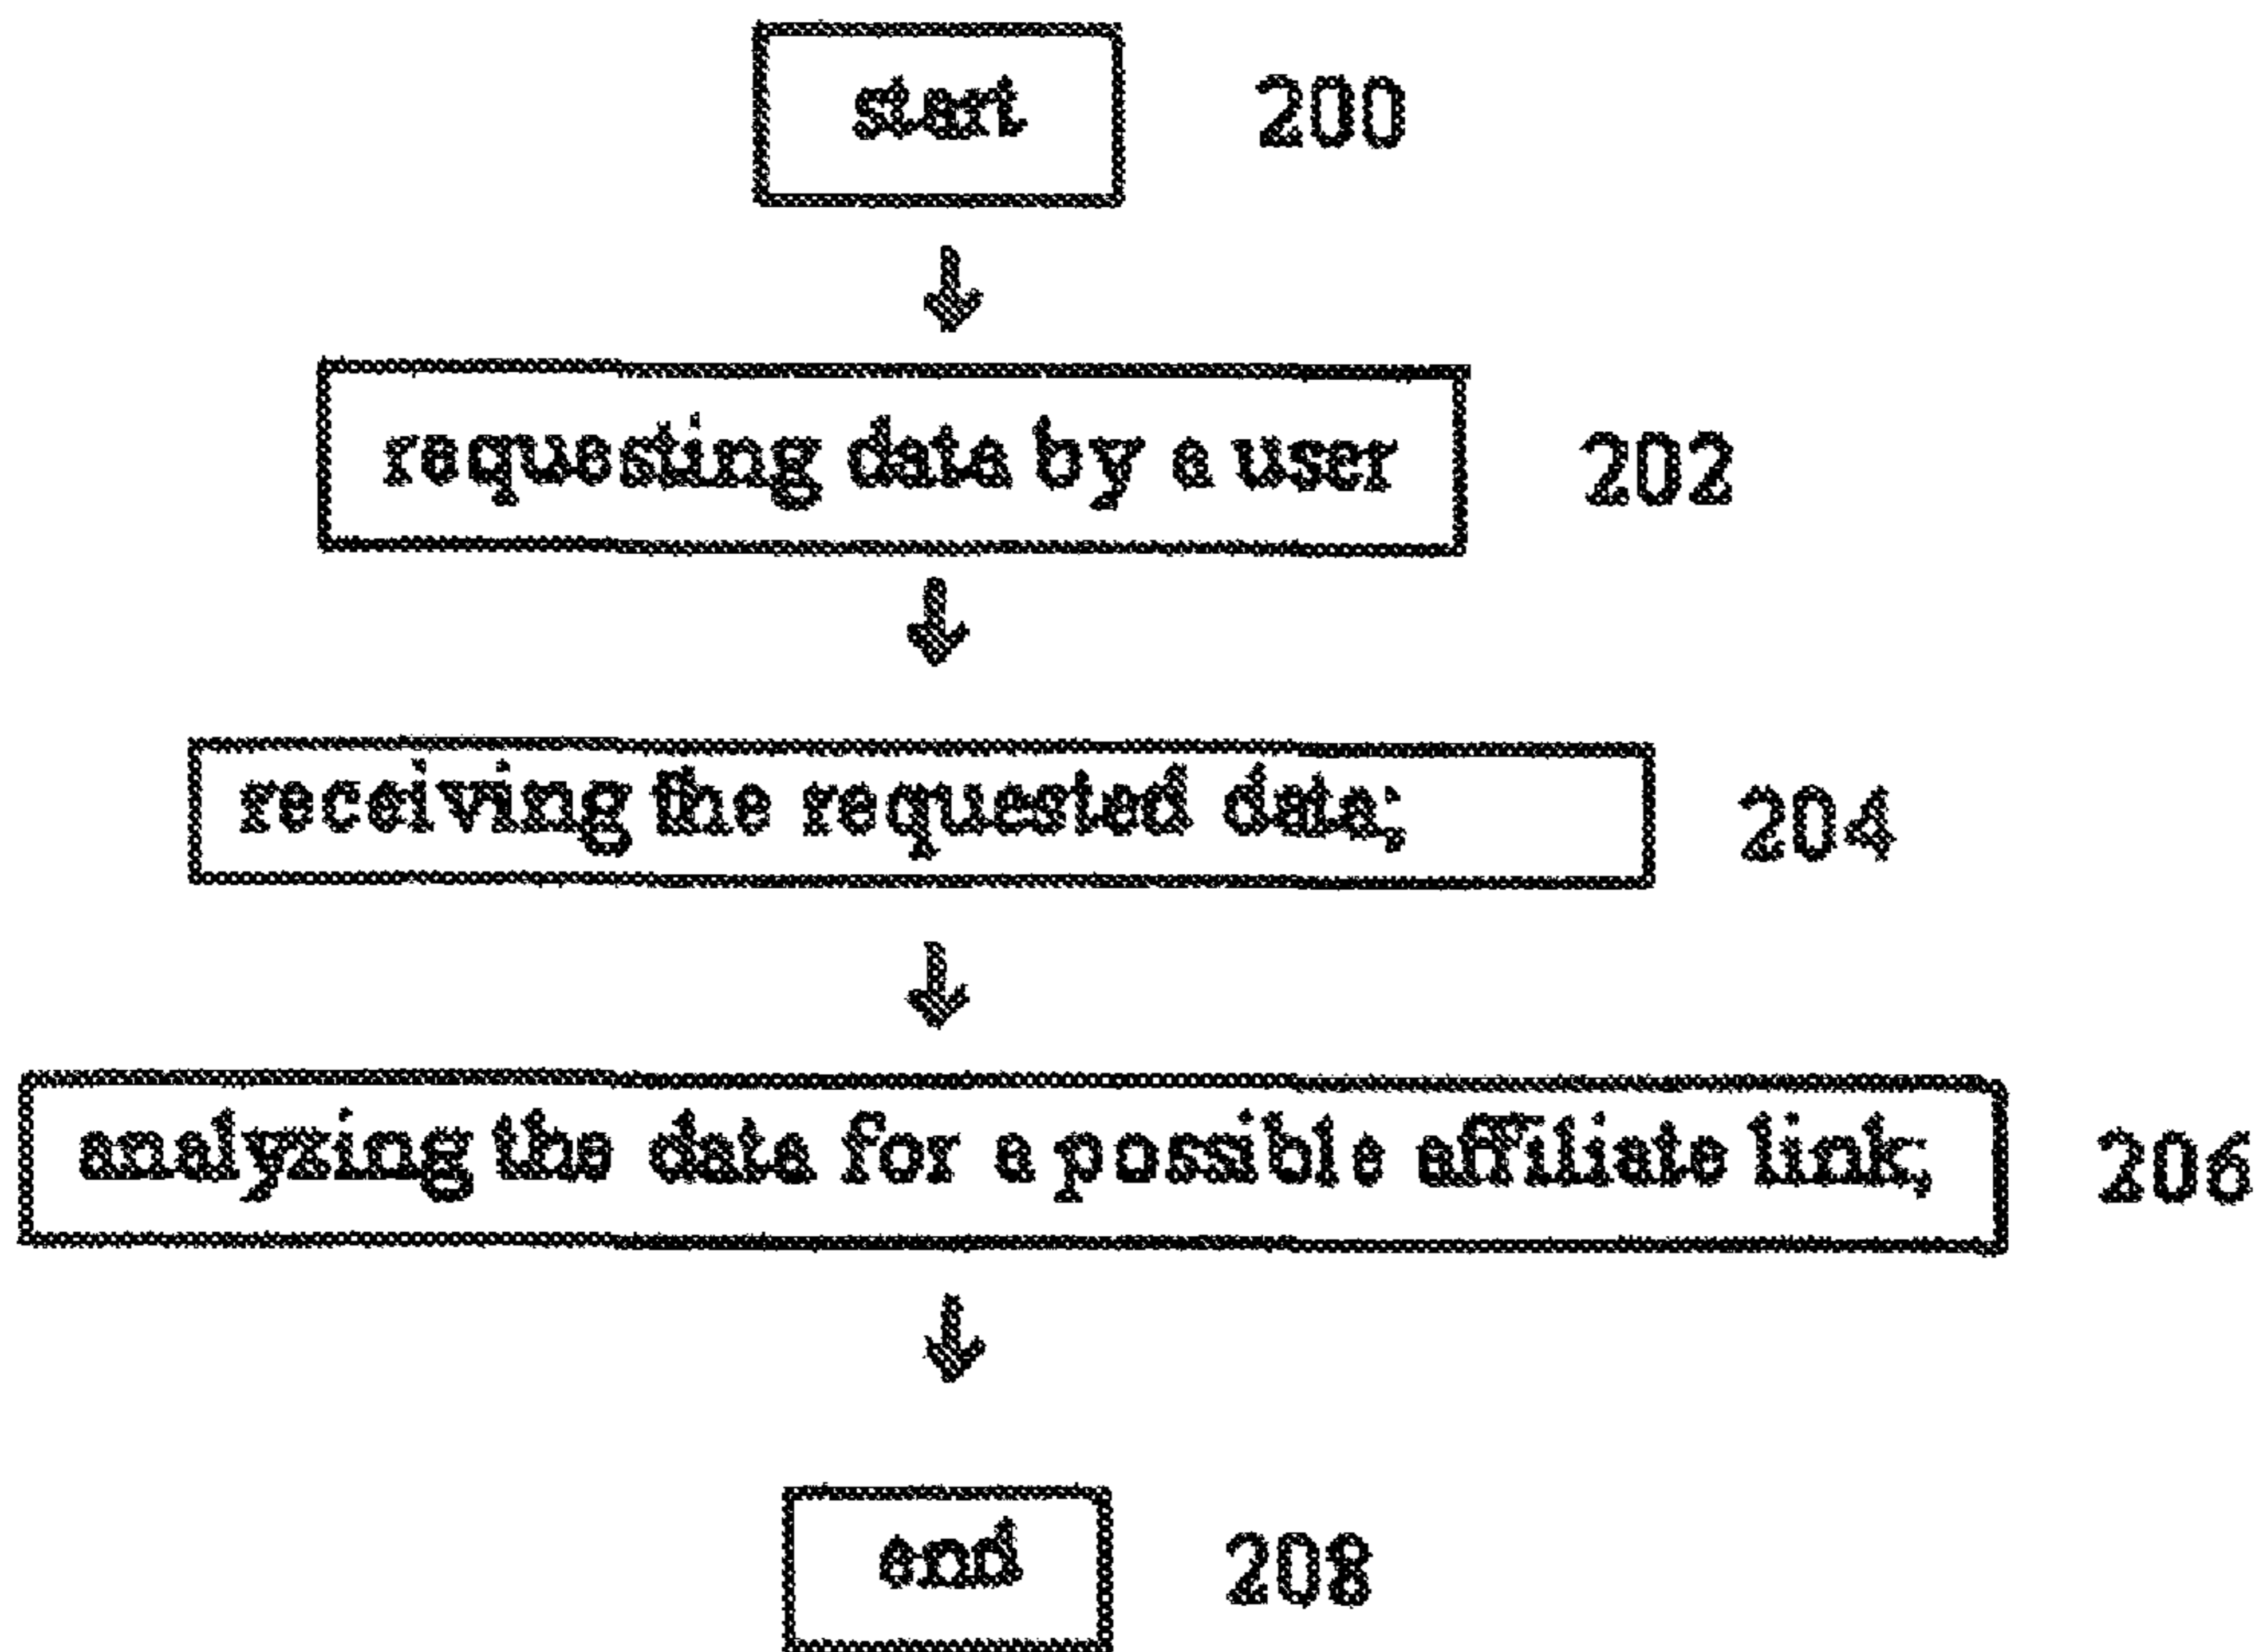 start 200
requesting data by a user 202
receiving the requested data; 204
analyzing the data for a possible affiliate link; 206
end 208